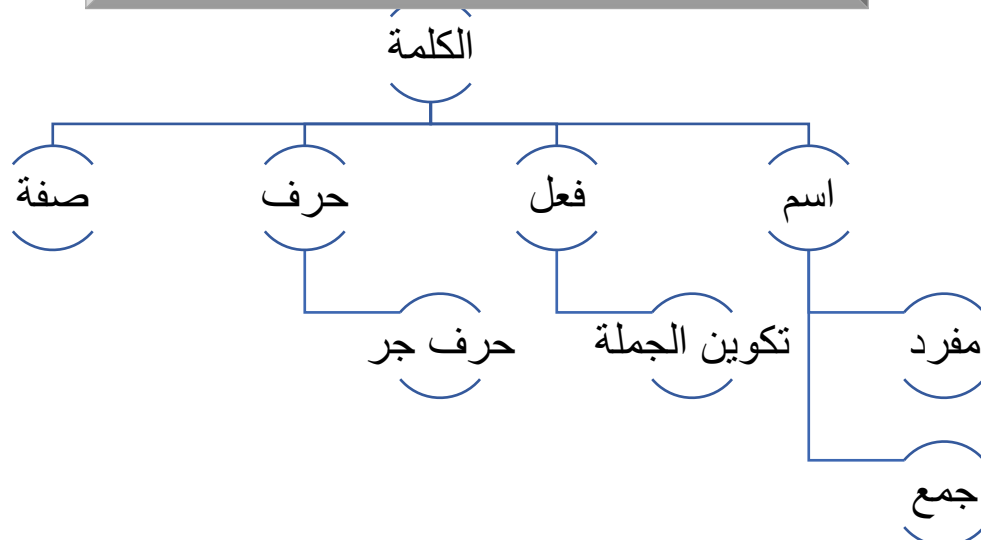 الكلمة
اسم
فعل
حرف
صفة
مفرد
تكوين الجملة
حرف جر
جمع